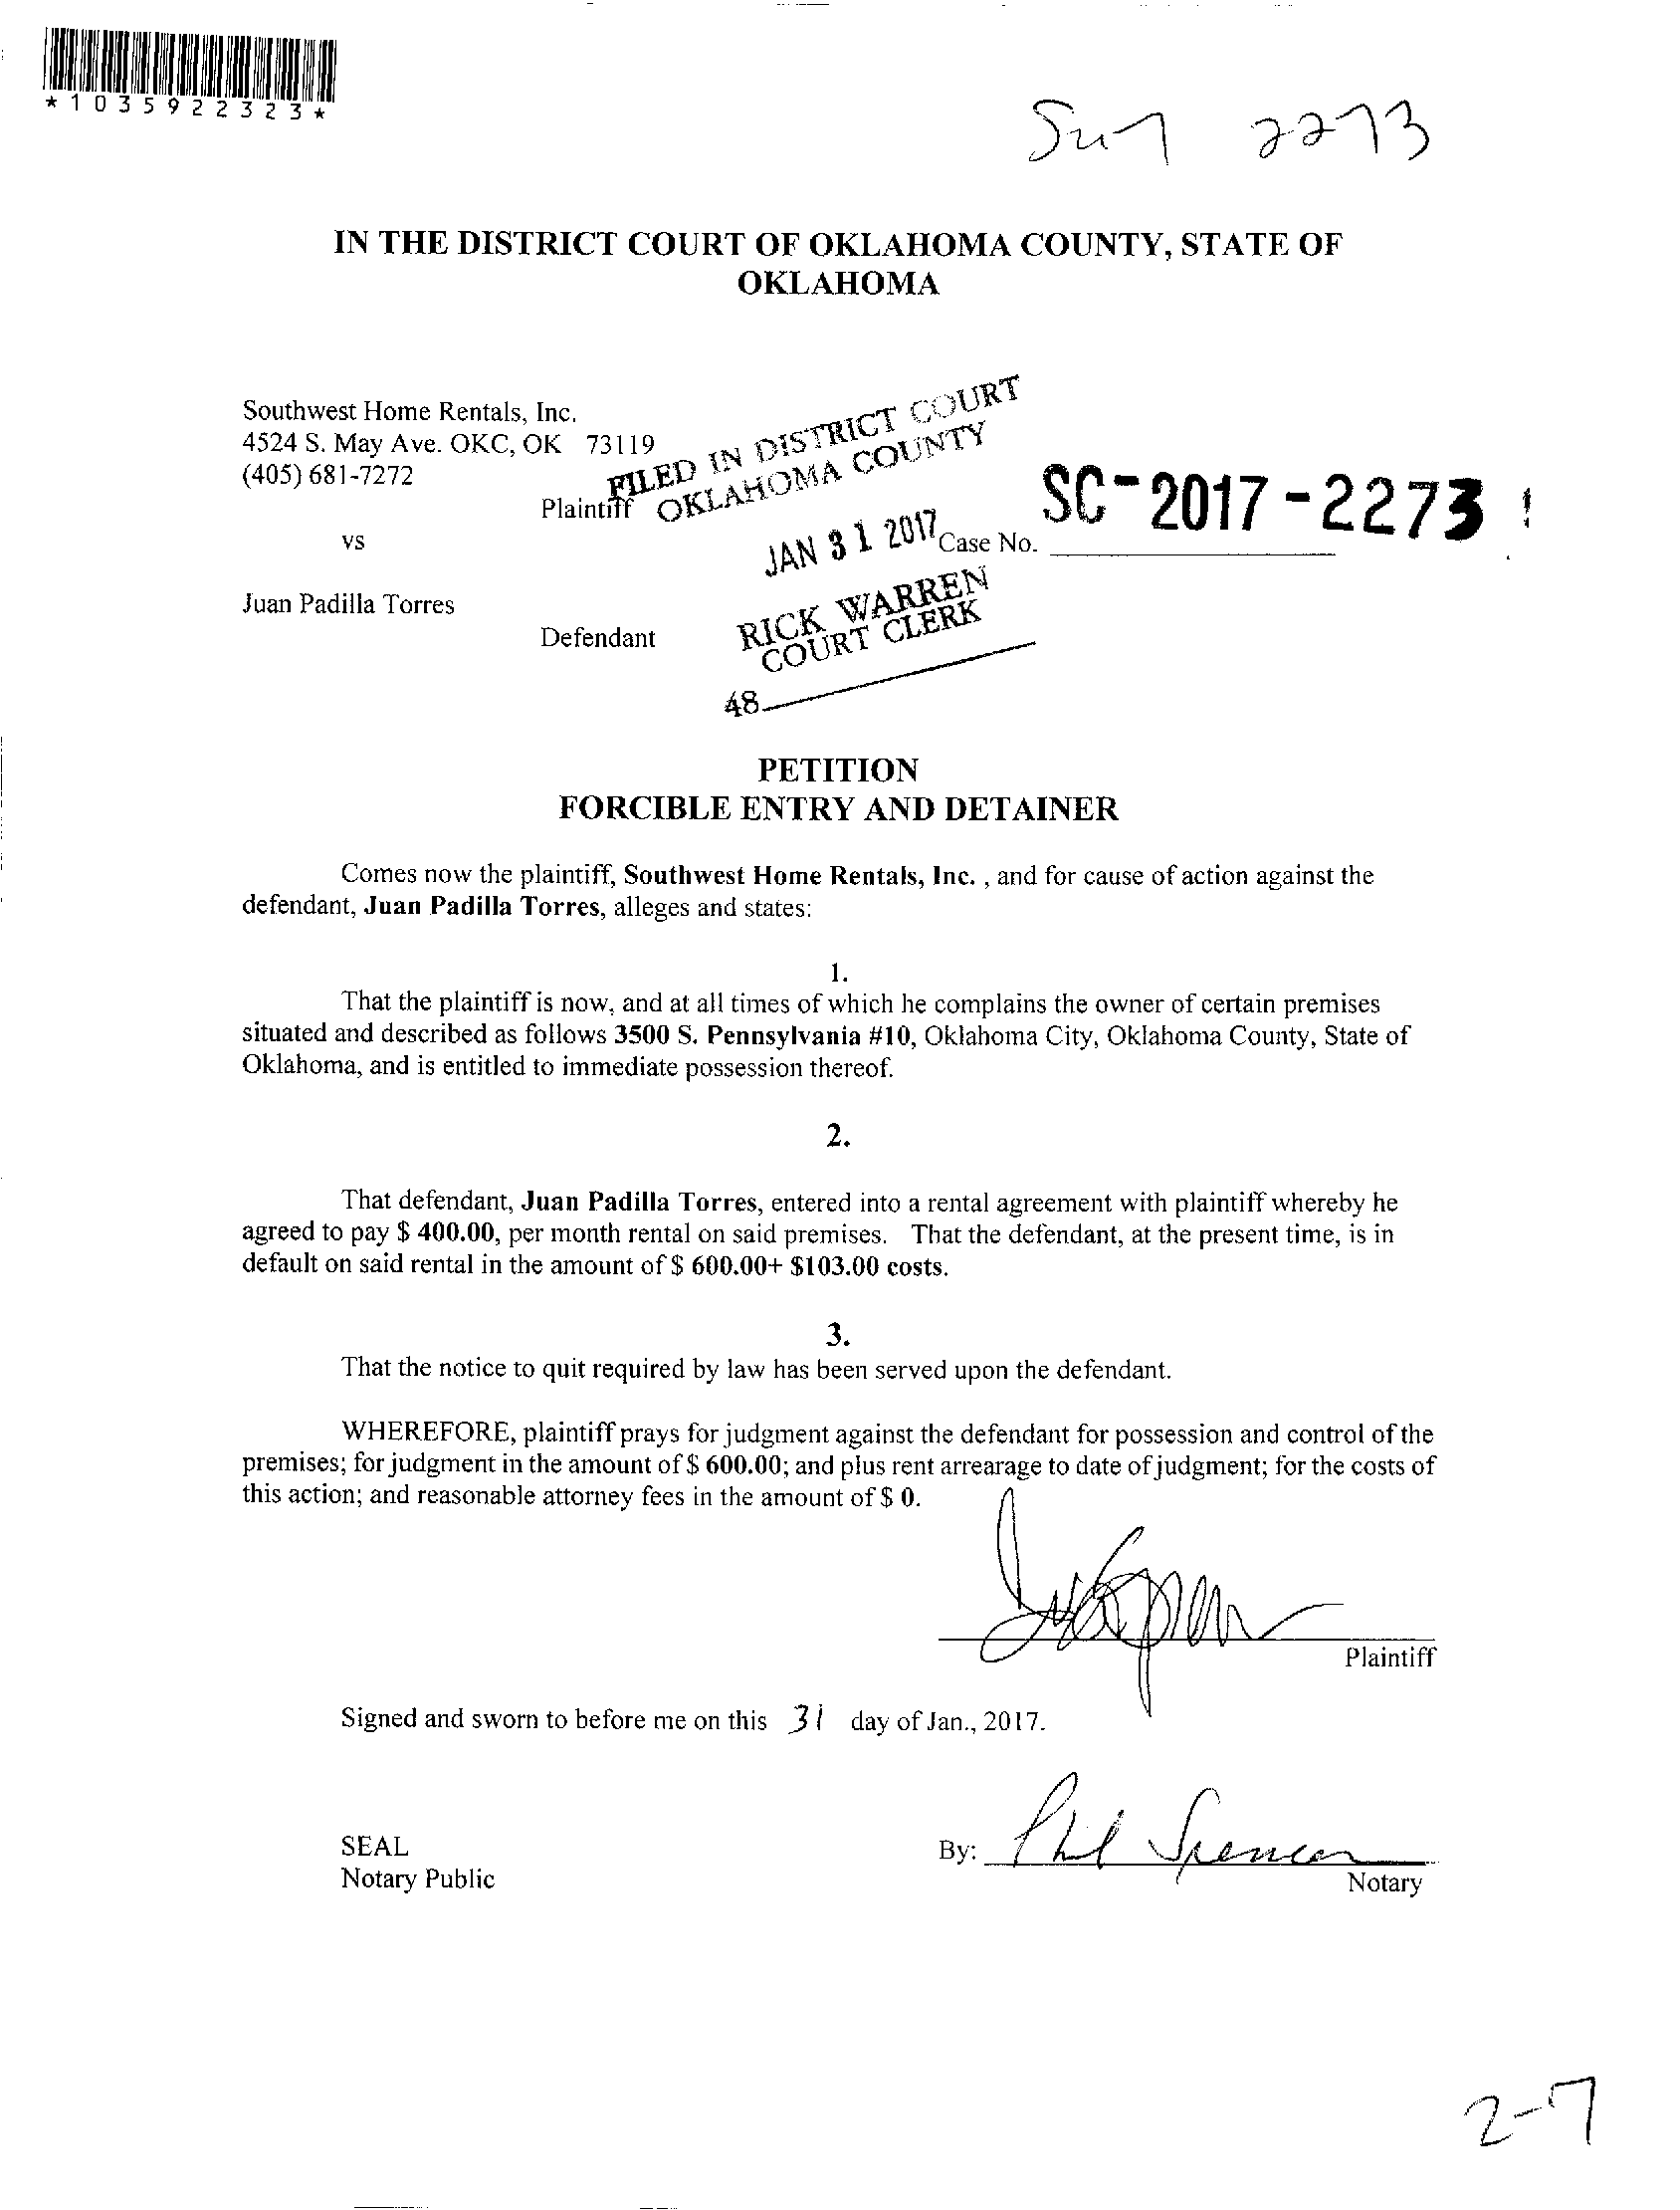 *1035922323*
2273
IN THE DISTRICT COURT OF OKLAHOMA COUNTY, STATE OF
OKLAHOMA
Southwest Home Rentals, Inc.
4524 S. May Ave. OKC, OK 73119
(405) 681-7272
Plaintiff
FILED IN DISTRICT COURT
OKLAHOMA COUNTY
JAN 31 2017
Case No. SC-2017-2273
vs
RICK WARREN
COURT CLERK
48
Juan Padilla Torres
Defendant
PETITION
FORCIBLE ENTRY AND DETAINER
Comes now the plaintiff, Southwest Home Rentals, Inc. , and for cause of action against the
defendant, Juan Padilla Torres, alleges and states:
1.
That the plaintiff is now, and at all times of which he complains the owner of certain premises
situated and described as follows 3500 S. Pennsylvania #10, Oklahoma City, Oklahoma County, State of
Oklahoma, and is entitled to immediate possession thereof.
2.
That defendant, Juan Padilla Torres, entered into a rental agreement with plaintiff whereby he
agreed to pay $ 400.00, per month rental on said premises. That the defendant, at the present time, is in
default on said rental in the amount of $ 600.00+ $103.00 costs.
3.
That the notice to quit required by law has been served upon the defendant.
WHEREFORE, plaintiff prays for judgment against the defendant for possession and control of the
premises; for judgment in the amount of $ 600.00; and plus rent arrearage to date of judgment; for the costs of
this action; and reasonable attorney fees in the amount of $ 0.
Plaintiff
Signed and sworn to before me on this 31 day of Jan., 2017.
SEAL
Notary Public
By: Phil Spencer
Notary
2-7